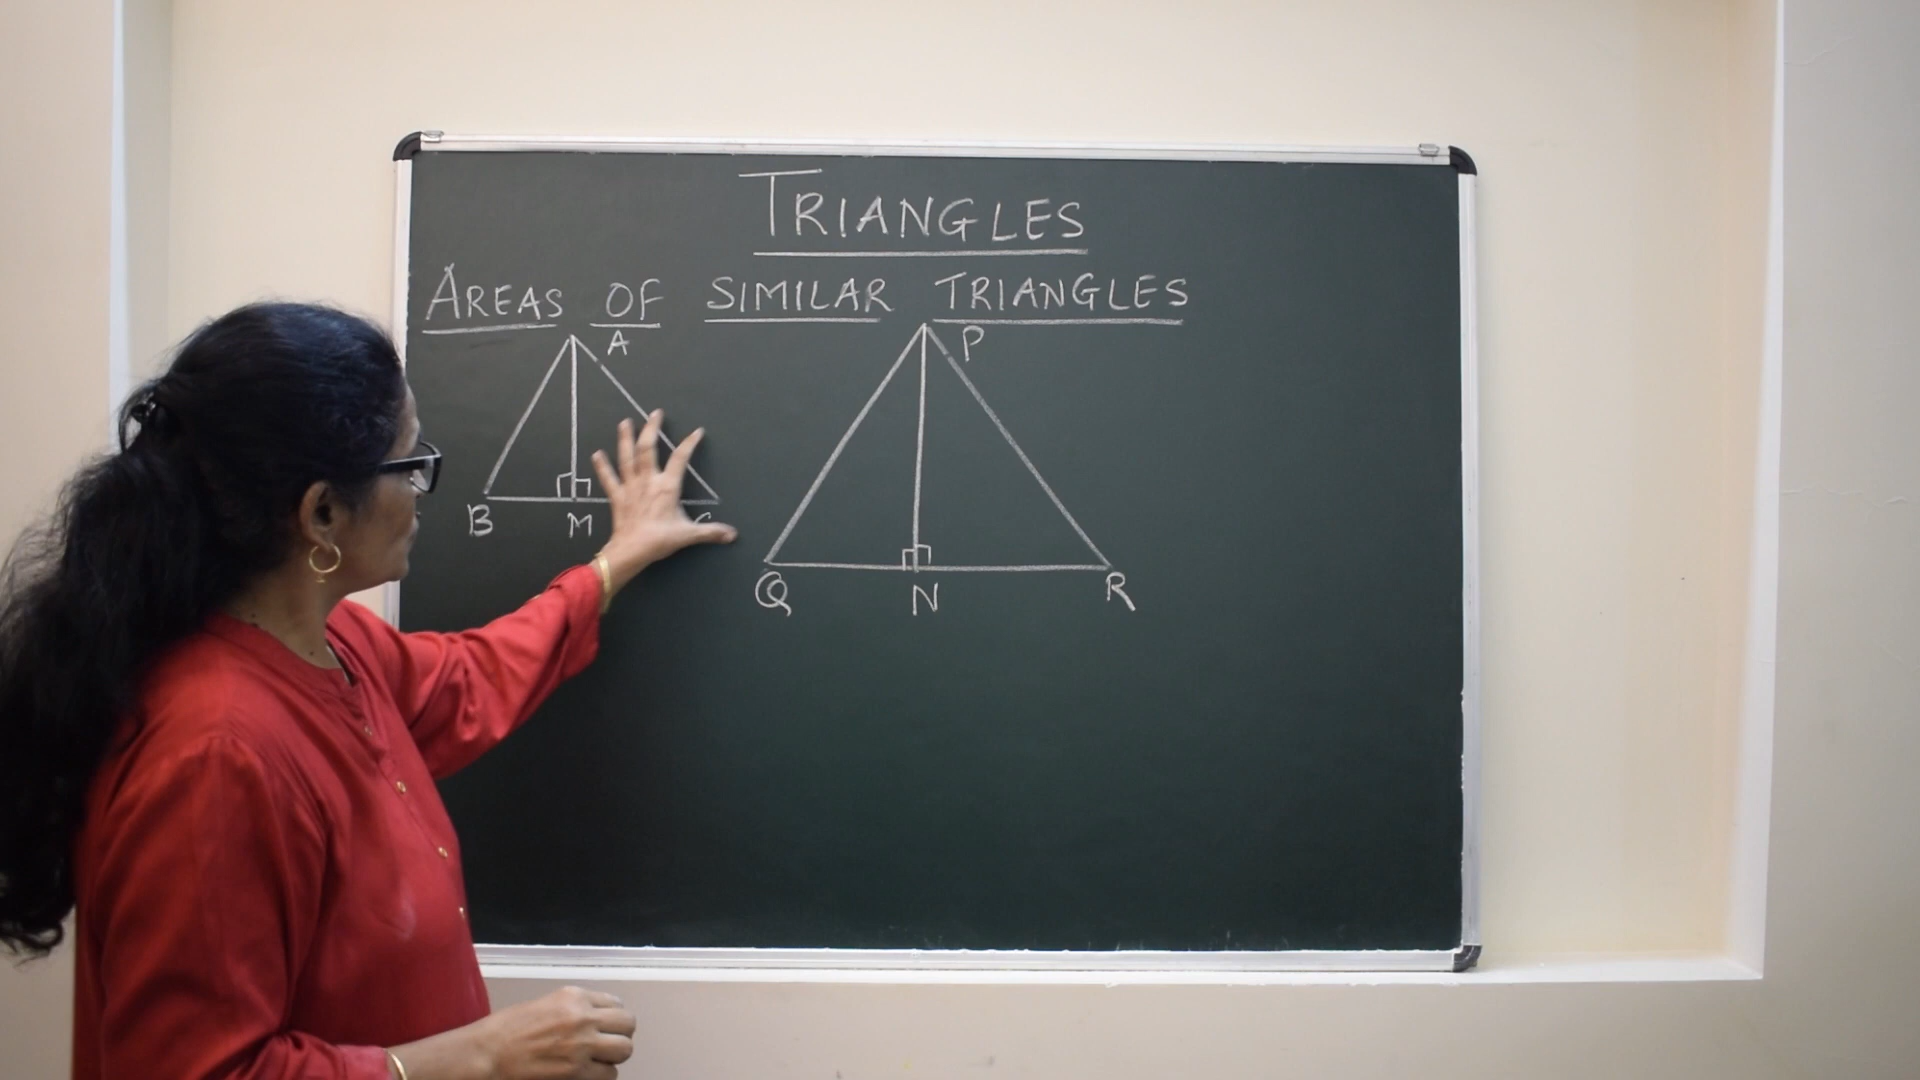 TRIANGLES
AREAS OF SIMILAR TRIANGLES
A P
B M C
Q N R